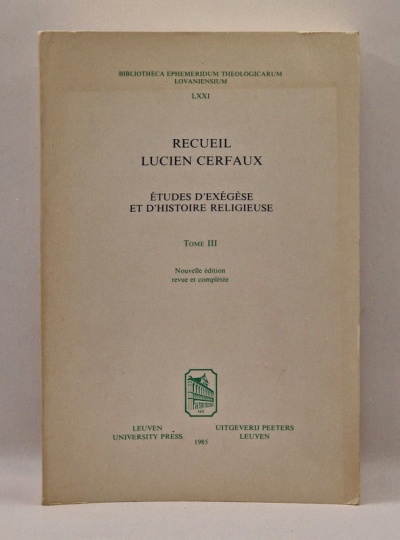 BIBLIOTHECA EPHEMERIDUM THEOLOGICARUM
LOVANIENSIUM
LXXI
RECUEIL
LUCIEN CERFAUX
ÉTUDES D'EXÉGÈSE
ET D'HISTOIRE RELIGIEUSE
TOME III
Nouvelle édition
revue et complétée
LEUVEN
UNIVERSITY PRESS
1985
UITGEVERIJ PEETERS
LEUVEN